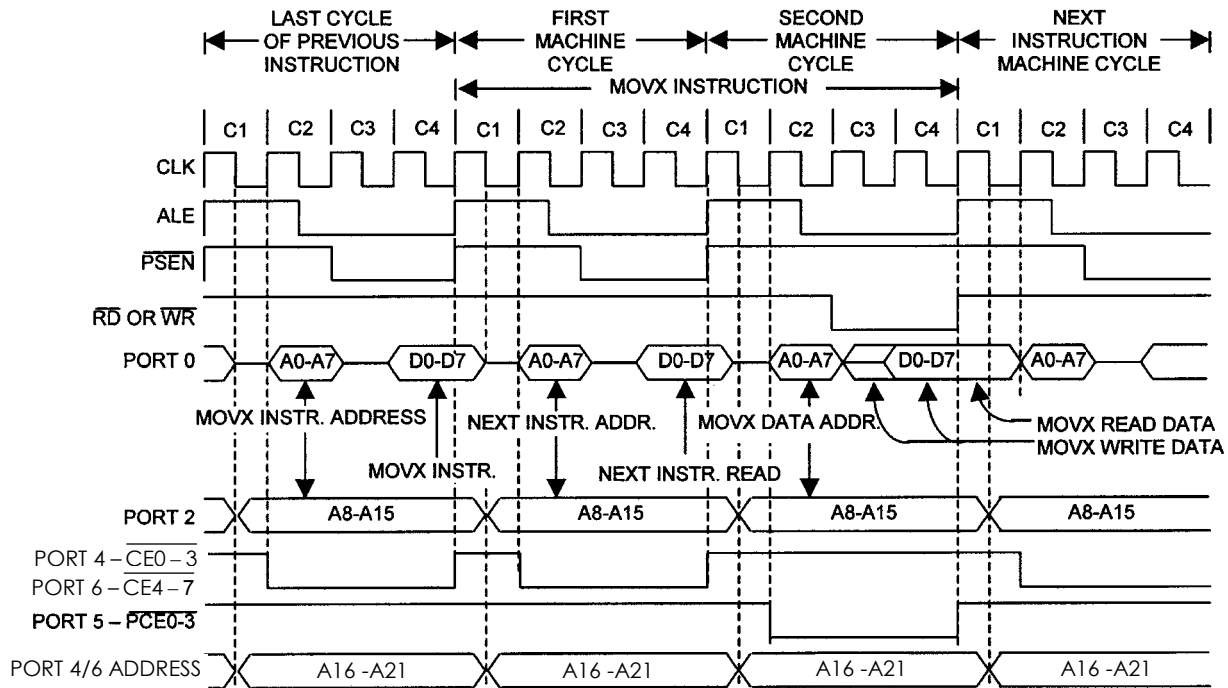 LAST CYCLE
OF PREVIOUS
INSTRUCTION
FIRST
MACHINE
CYCLE
SECOND
MACHINE
CYCLE
NEXT
INSTRUCTION
MACHINE CYCLE
MOVX INSTRUCTION
C1 C2 C3 C4 C1 C2 C3 C4 C1 C2 C3 C4 C1 C2 C3 C4
CLK
ALE
PSEN
RD OR WR
PORT 0 A0-A7 D0-D7 A0-A7 D0-D7 A0-A7 D0-D7 A0-A7
MOVX INSTR. ADDRESS NEXT INSTR. ADDR. MOVX DATA ADDR. MOVX READ DATA
MOVX WRITE DATA
MOVX INSTR. NEXT INSTR. READ
PORT 2 A8-A15 A8-A15 A8-A15 A8-A15
PORT 4 – CE0 – 3
PORT 6 – CE4 – 7
PORT 5 – PCE0-3
PORT 4/6 ADDRESS A16 -A21 A16 -A21 A16 -A21 A16 -A21